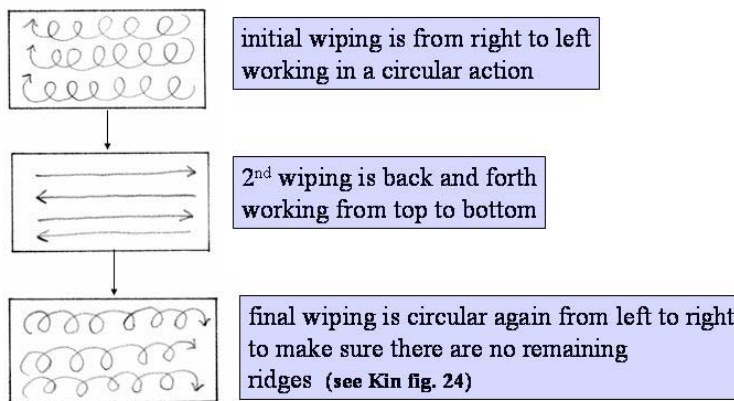 initial wiping is from right to left
working in a circular action
2nd wiping is back and forth
working from top to bottom
final wiping is circular again from left to right
to make sure there are no remaining
ridges (see Kin fig. 24)